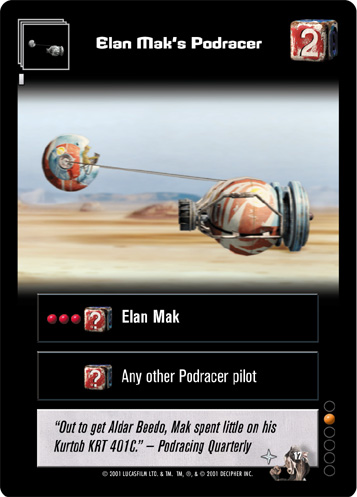 Elan Mak's Podracer
2
? Elan Mak
? Any other Podracer pilot
"Out to get Aldar Beedo, Mak spent little on his
Kurtob KRT 401C." – Podracing Quarterly
17
© 2001 LUCASFILM LTD. & TM. TM, ®, & © 2001 DECIPHER INC.